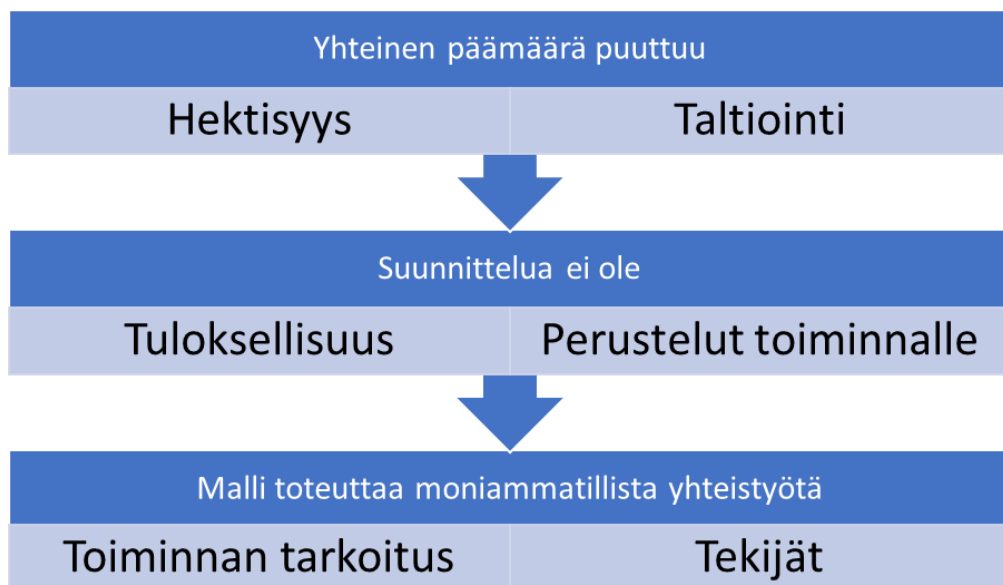 Yhteinen päämäärä puuttuu
Hektisyys
Taltiointi
Suunnittelua ei ole
Tuloksellisuus
Perustelut toiminnalle
Malli toteuttaa moniammatillista yhteistyötä
Toiminnan tarkoitus
Tekijät